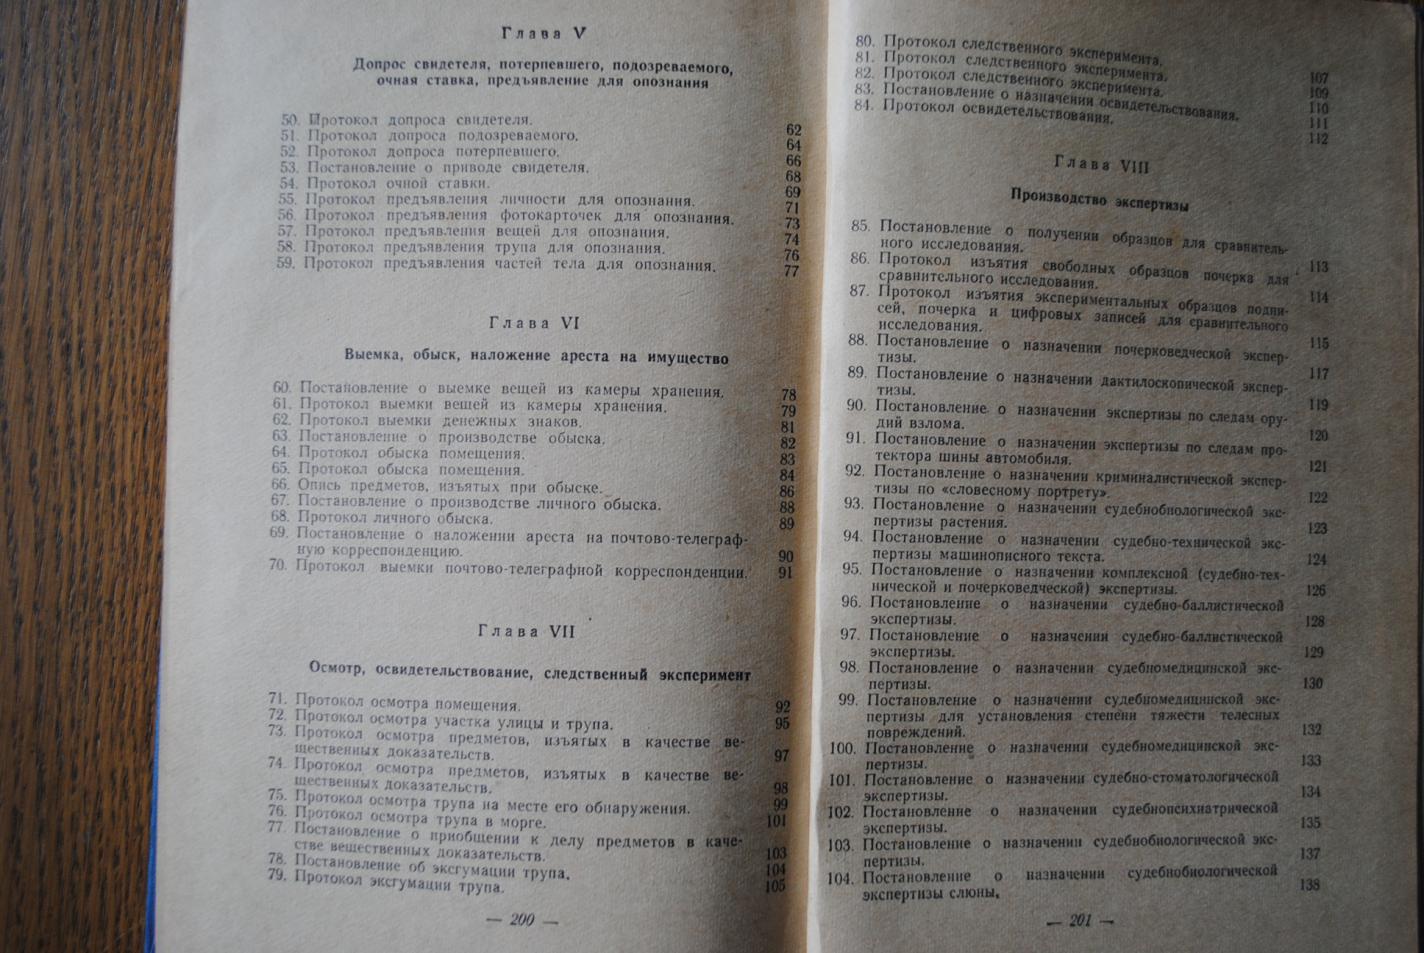 Глава V
Допрос свидетеля, потерпевшего, подозреваемого,
очная ставка, предъявление для опознания
50. Протокол допроса свидетеля. 62
51. Протокол допроса подозреваемого. 64
52. Протокол допроса потерпевшего. 66
53. Постановление о приводе свидетеля. 68
54. Протокол очной ставки. 69
55. Протокол предъявления личности для опознания. 71
56. Протокол предъявления фотокарточек для опознания. 73
57. Протокол предъявления вещей для опознания. 74
58. Протокол предъявления трупа для опознания. 76
59. Протокол предъявления частей тела для опознания. 77
Глава VI
Выемка, обыск, наложение ареста на имущество
60. Постановление о выемке вещей из камеры хранения. 78
61. Протокол выемки вещей из камеры хранения. 79
62. Протокол выемки денежных знаков. 81
63. Постановление о производстве обыска. 82
64. Протокол обыска помещения. 83
65. Протокол обыска помещения. 84
66. Опись предметов, изъятых при обыске. 86
67. Постановление о производстве личного обыска. 88
68. Протокол личного обыска. 89
69. Постановление о наложении ареста на почтово-телеграф-
ную корреспонденцию. 90
70. Протокол выемки почтово-телеграфной корреспонденции. 91
Глава VII
Осмотр, освидетельствование, следственный эксперимент
71. Протокол осмотра помещения. 92
72. Протокол осмотра участка улицы и трупа. 95
73. Протокол осмотра предметов, изъятых в качестве ве-
щественных доказательств. 97
74. Протокол осмотра предметов, изъятых в качестве ве-
щественных доказательств. 98
75. Протокол осмотра трупа на месте его обнаружения. 99
76. Протокол осмотра трупа в морге. 101
77. Постановление о приобщении к делу предметов в каче-
стве вещественных доказательств. 103
78. Постановление об эксгумации трупа. 104
79. Протокол эксгумации трупа. 105
— 200 —
80. Протокол следственного эксперимента. 107
81. Протокол следственного эксперимента. 109
82. Протокол следственного эксперимента. 110
83. Постановление о назначении освидетельствования. 111
84. Протокол освидетельствования. 112
Глава VIII
Производство экспертизы
85. Постановление о получении образцов для сравнитель-
ного исследования. 113
86. Протокол изъятия свободных образцов почерка для
сравнительного исследования. 114
87. Протокол изъятия экспериментальных образцов подпи-
сей, почерка и цифровых записей для сравнительного
исследования. 115
88. Постановление о назначении почерковедческой экспер-
тизы. 117
89. Постановление о назначении дактилоскопической экспер-
тизы. 119
90. Постановление о назначении экспертизы по следам ору-
дий взлома. 120
91. Постановление о назначении экспертизы по следам про-
тектора шины автомобиля. 121
92. Постановление о назначении криминалистической экспер-
тизы по «словесному портрету». 122
93. Постановление о назначении судебнобиологической экс-
пертизы растения. 123
94. Постановление о назначении судебно-технической экс-
пертизы машинописного текста. 124
95. Постановление о назначении комплексной (судебно-тех-
нической и почерковедческой) экспертизы. 126
96. Постановление о назначении судебно-баллистической
экспертизы. 128
97. Постановление о назначении судебно-баллистической
экспертизы. 129
98. Постановление о назначении судебномедицинской экс-
пертизы. 130
99. Постановление о назначении судебномедицинской экс-
пертизы для установления степени тяжести телесных
повреждений. 132
100. Постановление о назначении судебномедицинской экс-
пертизы. 133
101. Постановление о назначении судебно-стоматологической
экспертизы. 134
102. Постановление о назначении судебнопсихиатрической
экспертизы. 135
103. Постановление о назначении судебнобиологической экс-
пертизы. 137
104. Постановление о назначении судебнобиологической
экспертизы слюны. 138
— 201 —